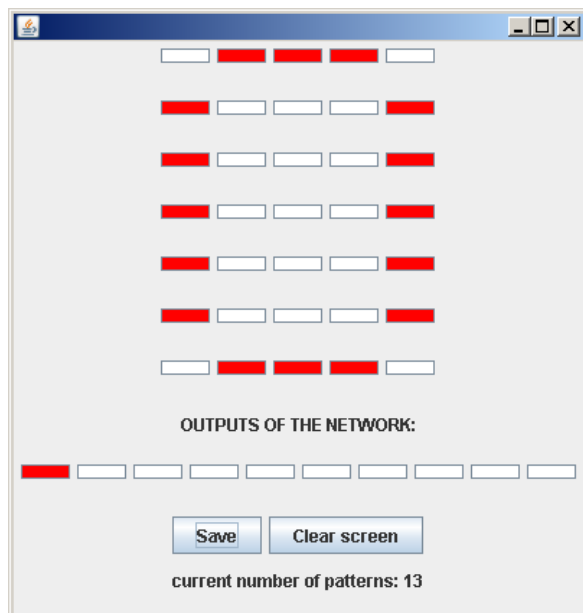 OUTPUTS OF THE NETWORK:
Save Clear screen
current number of patterns: 13